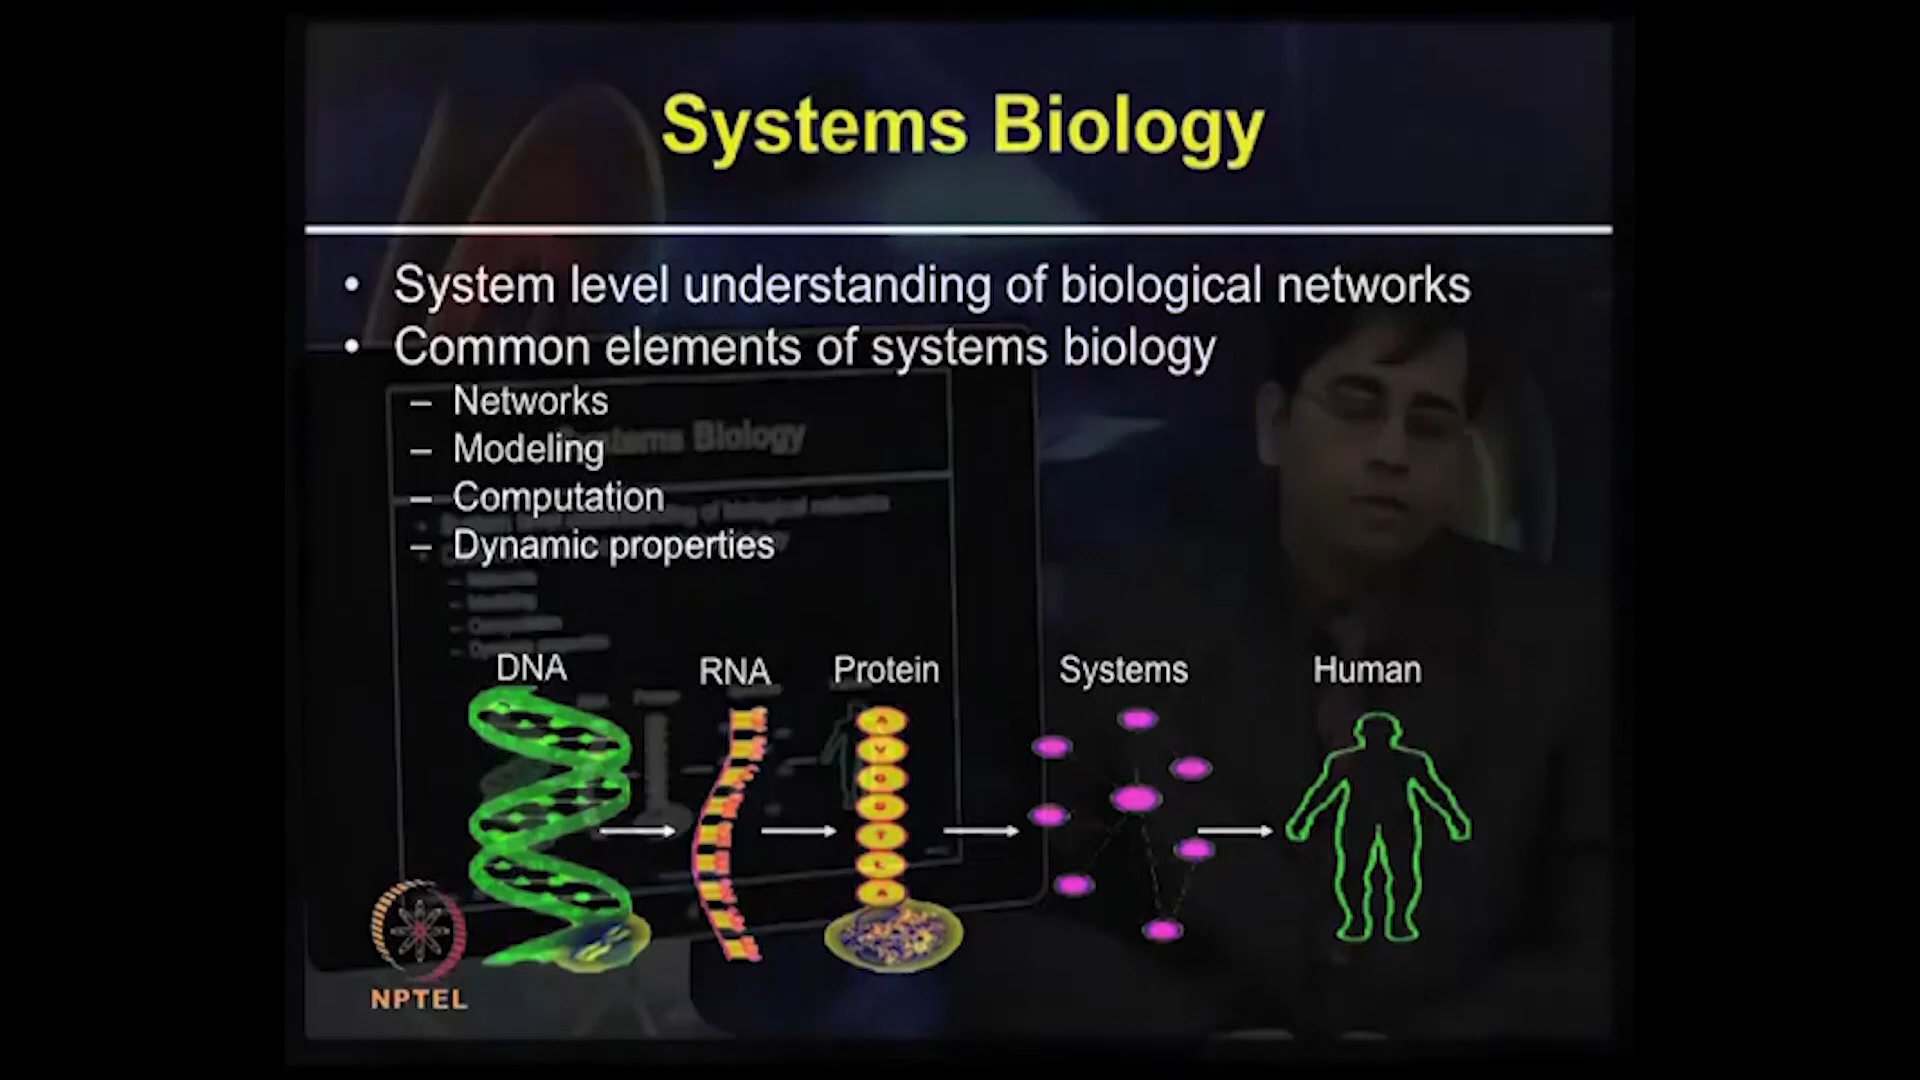 Systems Biology
• System level understanding of biological networks
• Common elements of systems biology
– Networks
– Modeling
– Computation
– Dynamic properties
DNA
RNA
Protein
Systems
Human
NPTEL